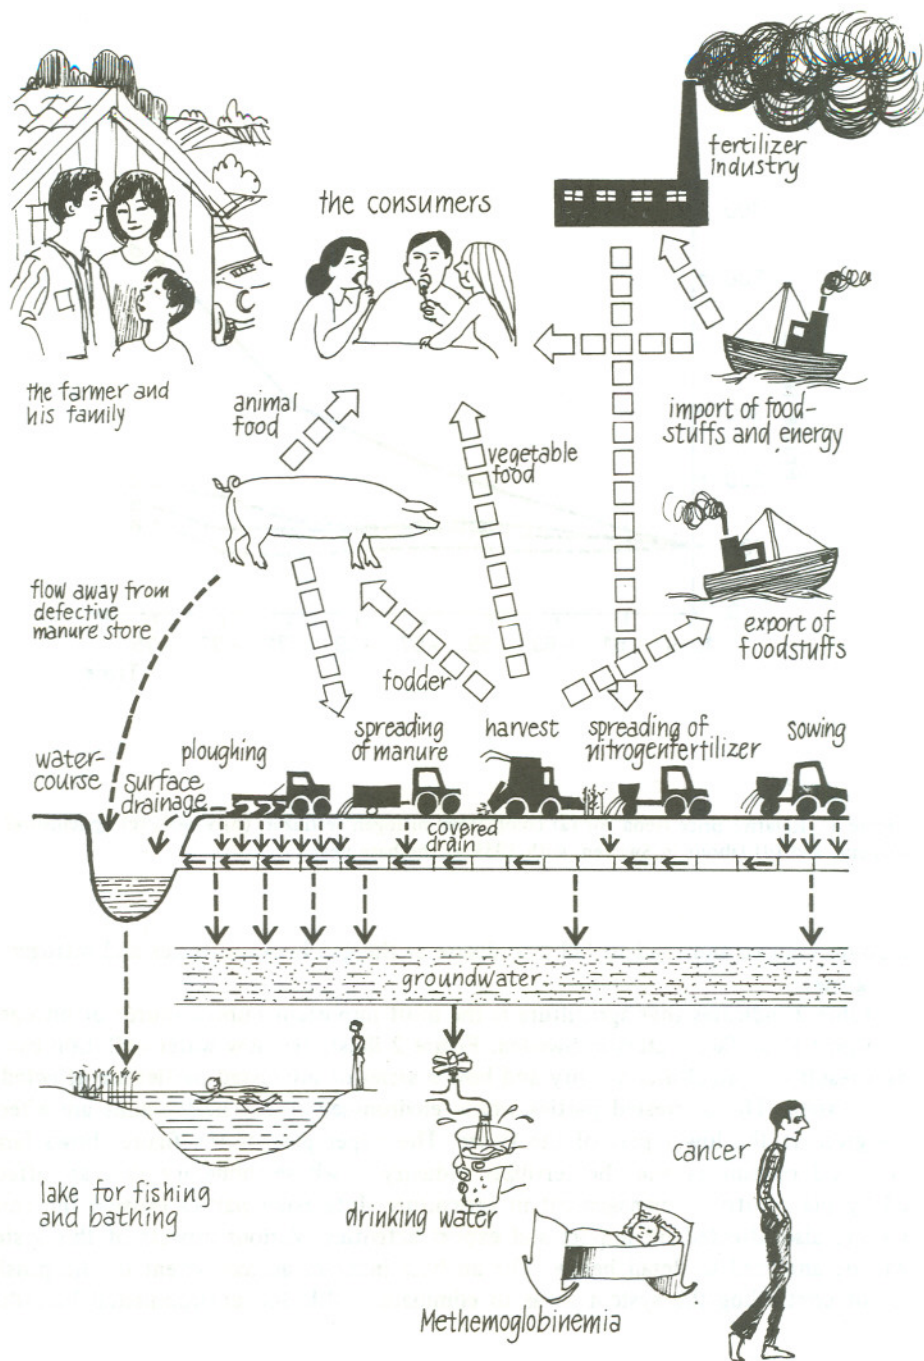 fertilizer
industry
the consumers
the farmer and
his family
animal
food
vegetable
food
import of food-
stuffs and energy
flow away from
defective
manure store
export of
foodstuffs
fodder
water-
course
surface
drainage
ploughing
spreading
of manure
harvest
spreading of
nitrogenfertilizer
sowing
covered
drain
groundwater
lake for fishing
and bathing
drinking water
Methemoglobinemia
cancer